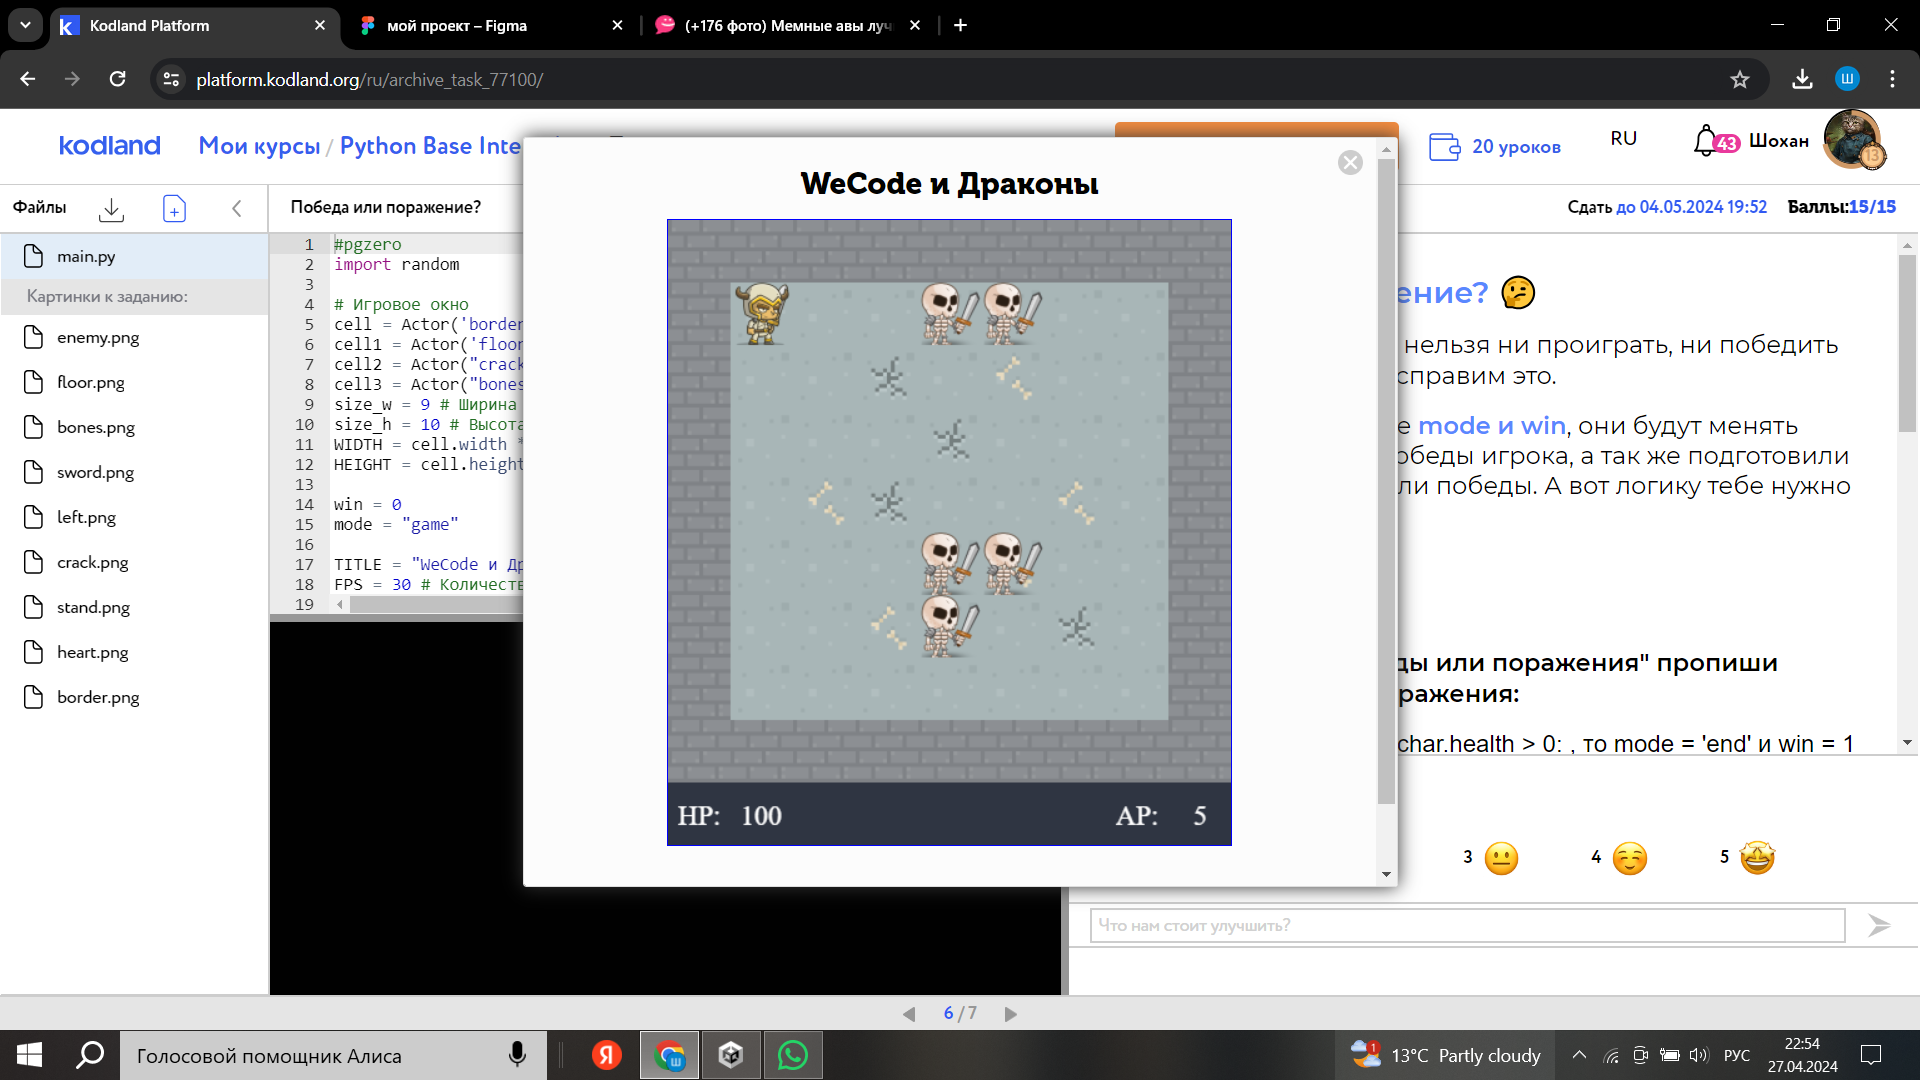 Kodland Platform
мой проект – Figma
(+176 фото) Мемные авы луч
platform.kodland.org/ru/archive_task_77100/
Ш
kodland
Мои курсы / Python Base Inte
20 уроков
RU
43
Шохан
13
Файлы
Победа или поражение?
Сдать до 04.05.2024 19:52
Баллы:15/15
main.py
Картинки к заданию:
enemy.png
floor.png
bones.png
sword.png
left.png
crack.png
stand.png
heart.png
border.png
1 #pgzero
2 import random
3
4 # Игровое окно
5 cell = Actor('border
6 cell1 = Actor('floor
7 cell2 = Actor("crack
8 cell3 = Actor("bones
9 size_w = 9 # Ширина
10 size_h = 10 # Высота
11 WIDTH = cell.width *
12 HEIGHT = cell.height
13
14 win = 0
15 mode = "game"
16
17 TITLE = "WeCode и Др
18 FPS = 30 # Количеств
19
WeCode и Драконы
HP: 100
AP: 5
ение?
нельзя ни проиграть, ни победить
справим это.
е mode и win, они будут менять
обеды игрока, а так же подготовили
ли победы. А вот логику тебе нужно
ды или поражения" пропиши
ражения:
char.health > 0: , то mode = 'end' и win = 1
3
4
5
Что нам стоит улучшить?
6 / 7
Голосовой помощник Алиса
Я
Ш
1
13°C Partly cloudy
РУС
22:54
27.04.2024